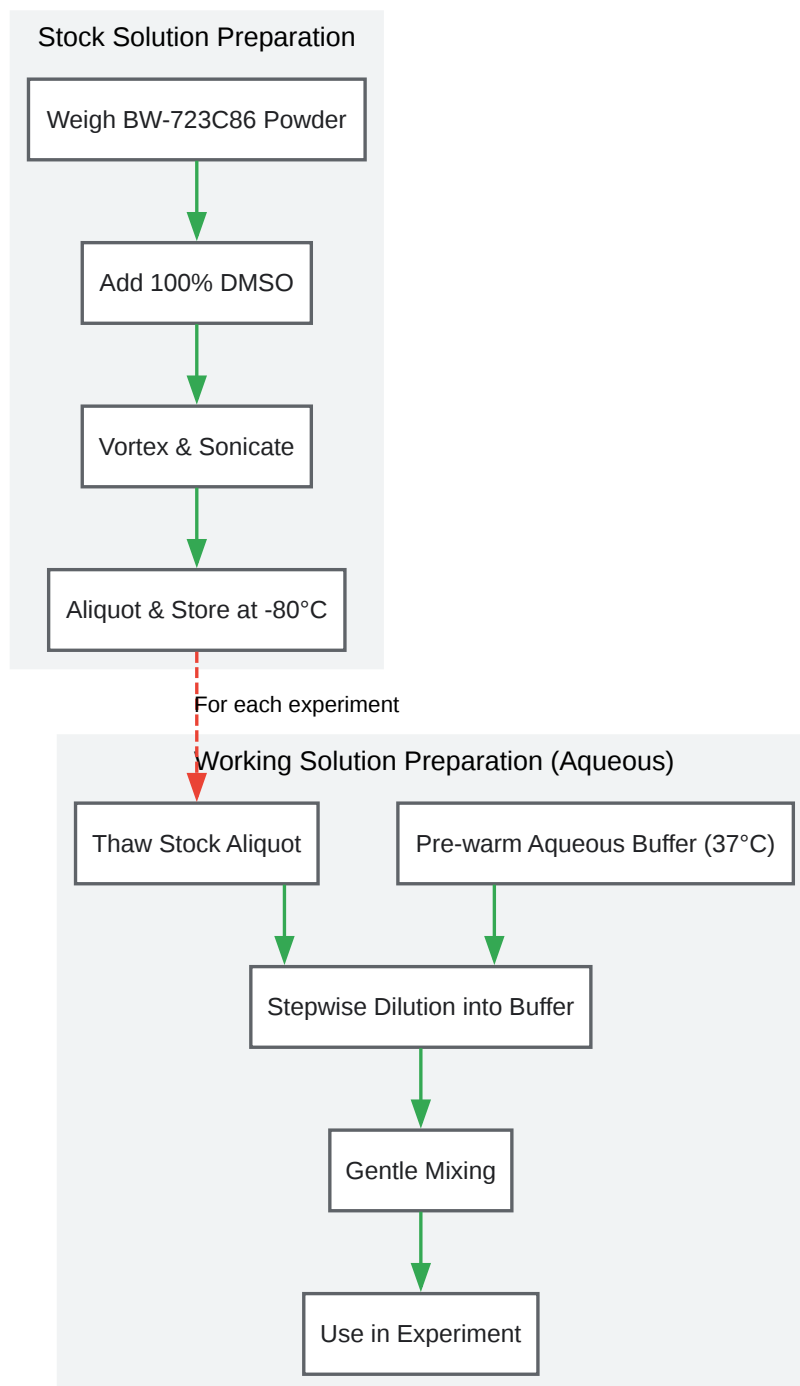 Stock Solution Preparation
Weigh BW-723C86 Powder
Add 100% DMSO
Vortex & Sonicate
Aliquot & Store at -80°C
For each experiment
Working Solution Preparation (Aqueous)
Thaw Stock Aliquot
Pre-warm Aqueous Buffer (37°C)
Stepwise Dilution into Buffer
Gentle Mixing
Use in Experiment